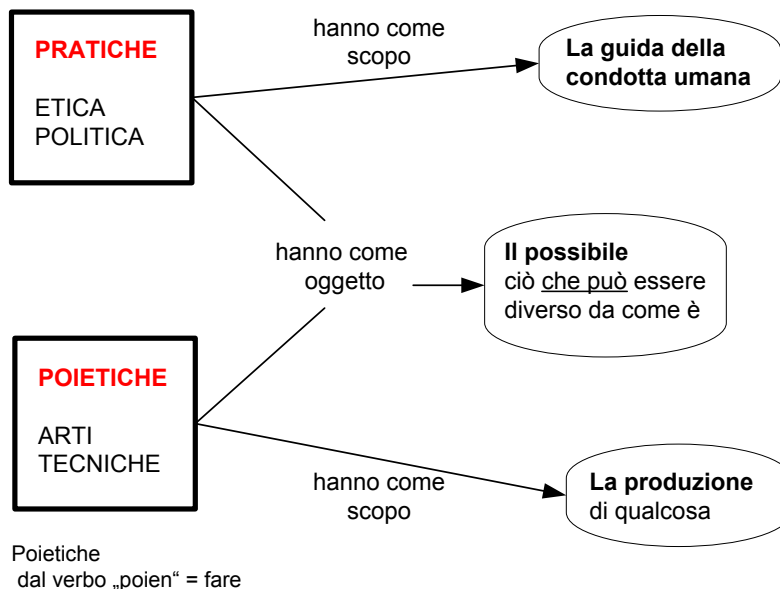 PRATICHE
ETICA
POLITICA
hanno come
scopo
La guida della
condotta umana
hanno come
oggetto
Il possibile
ciò che può essere
diverso da come è
POIETICHE
ARTI
TECNICHE
hanno come
scopo
La produzione
di qualcosa
Poietiche
dal verbo „poien“ = fare